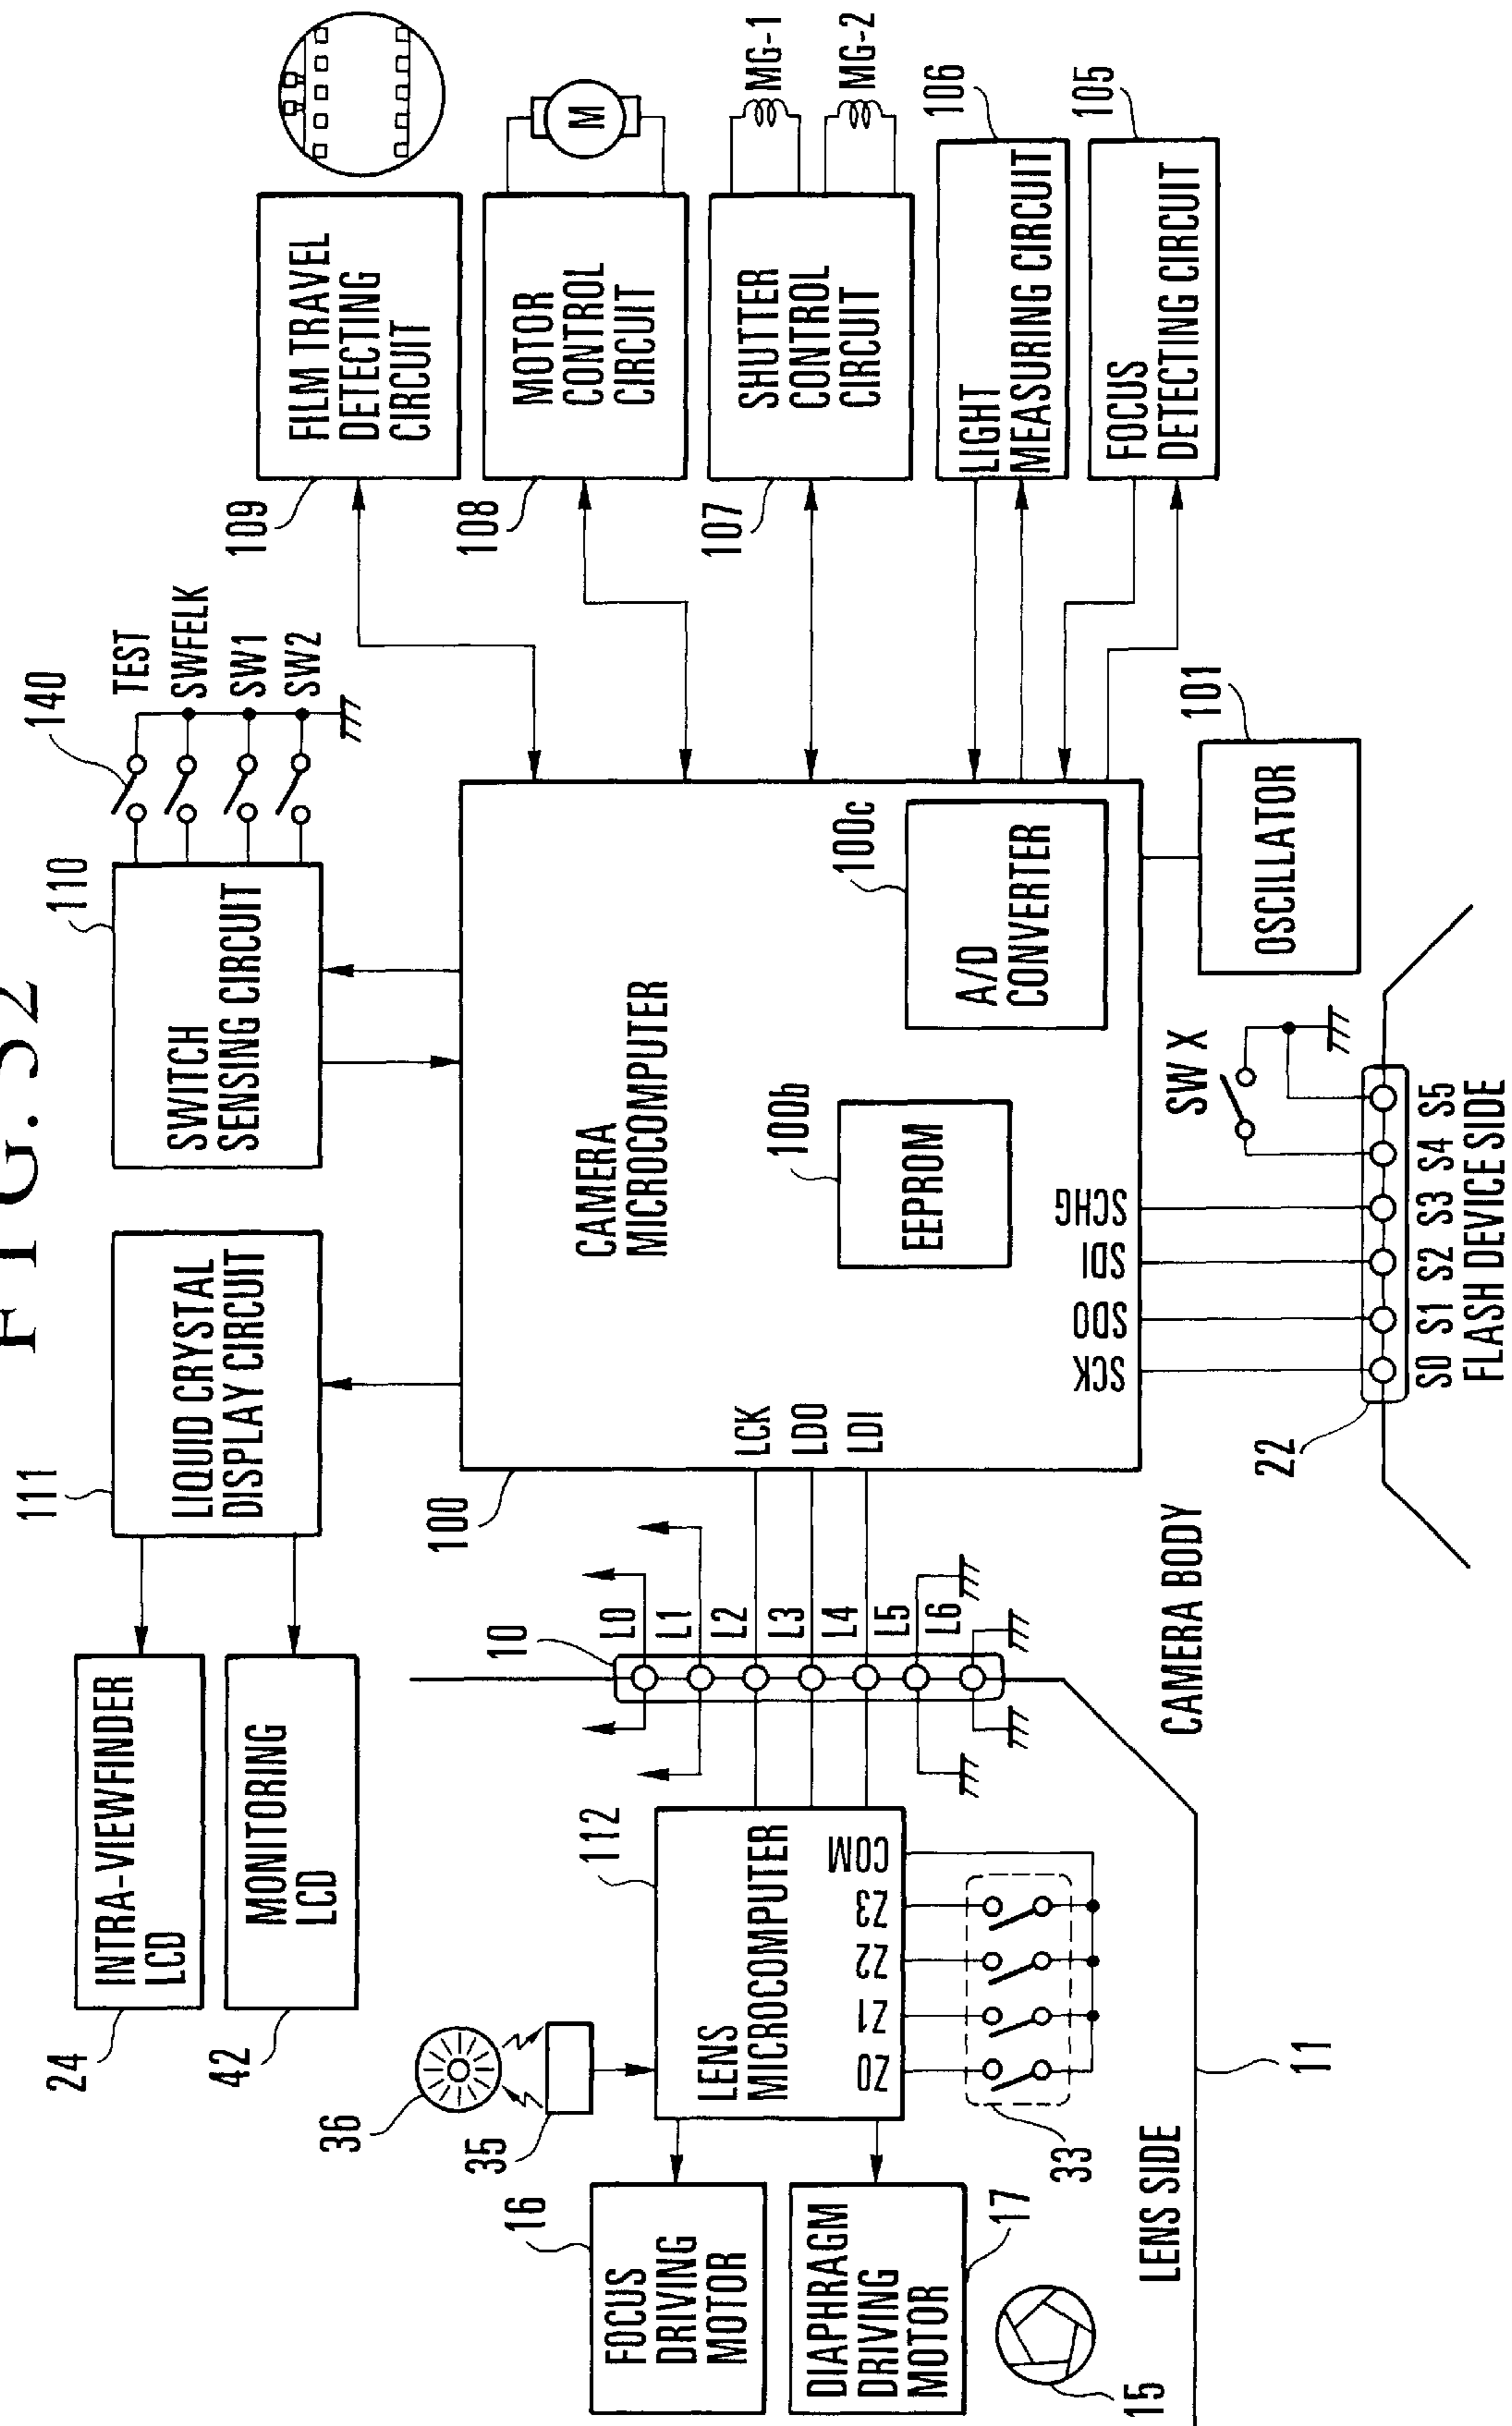 FIG. 32
24
INTRA-VIEWFINDER
LCD
42
MONITORING
LCD
111
LIQUID CRYSTAL
DISPLAY CIRCUIT
110
SWITCH
SENSING CIRCUIT
140
TEST
SWFELK
SW1
SW2
109
FILM TRAVEL
DETECTING
CIRCUIT
108
MOTOR
CONTROL
CIRCUIT
M
107
SHUTTER
CONTROL
CIRCUIT
MG-1
MG-2
106
LIGHT
MEASURING CIRCUIT
105
FOCUS
DETECTING CIRCUIT
100
CAMERA
MICROCOMPUTER
100b
EEPROM
100c
A/D
CONVERTER
LCK
LDO
LDI
SCK
SDO
SDI
SCHG
101
OSCILLATOR
SW X
22
S0 S1 S2 S3 S4 S5
FLASH DEVICE SIDE
10
L0
L1
L2
L3
L4
L5
L6
CAMERA BODY
112
LENS
MICROCOMPUTER
Z0 Z1 Z2 Z3 COM
33
36
35
16
FOCUS
DRIVING
MOTOR
17
DIAPHRAGM
DRIVING
MOTOR
15
LENS SIDE
11